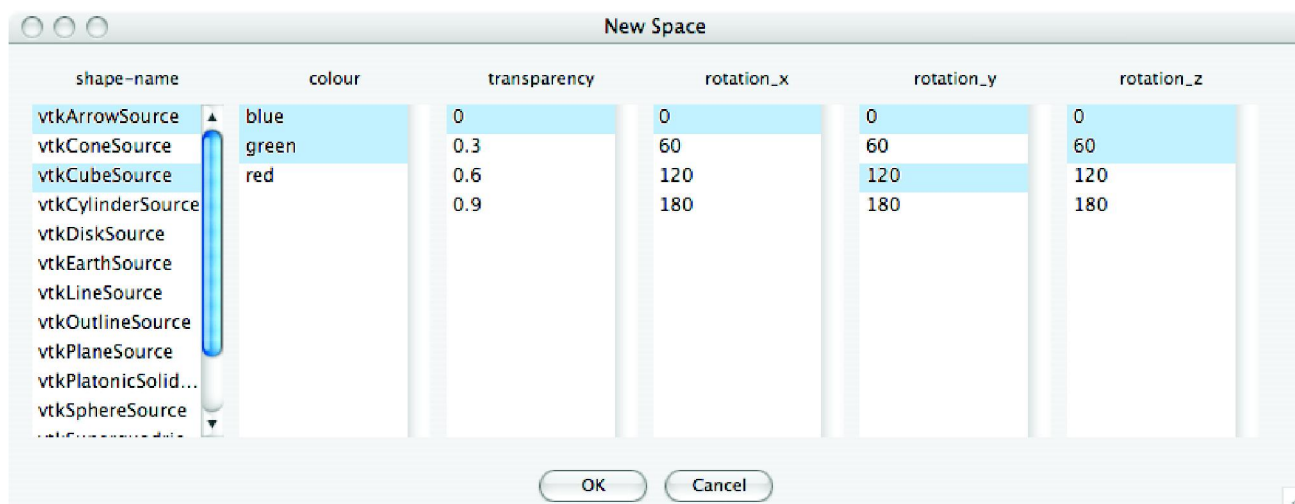 New Space
shape-name colour transparency rotation_x rotation_y rotation_z
vtkArrowSource blue 0 0 0 0
vtkConeSource green 0.3 60 60 60
vtkCubeSource red 0.6 120 120 120
vtkCylinderSource 0.9 180 180 180
vtkDiskSource
vtkEarthSource
vtkLineSource
vtkOutlineSource
vtkPlaneSource
vtkPlatonicSolid...
vtkSphereSource
OK Cancel